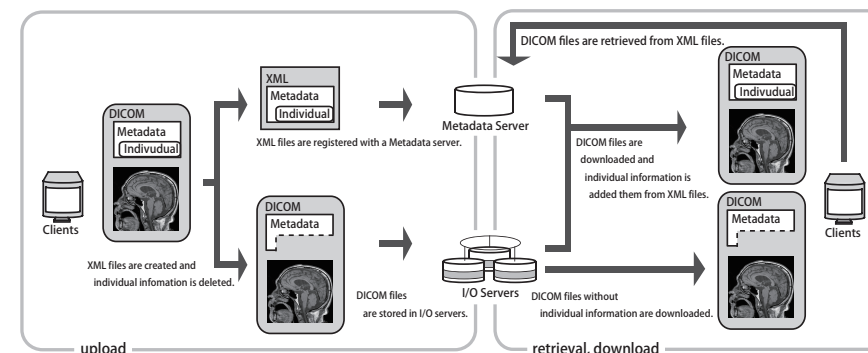 Clients
DICOM
Metadata
Indivudual
XML files are created and
individual infomation is deleted.
XML
Metadata
Individual
XML files are registered with a Metadata server.
DICOM
Metadata
DICOM files
are stored in I/O servers.
upload
Metadata Server
I/O Servers
DICOM files are retrieved from XML files.
DICOM files are
downloaded and
individual information is
added them from XML files.
DICOM files without
individual information are downloaded.
DICOM
Metadata
Indivudual
DICOM
Metadata
Clients
retrieval, download